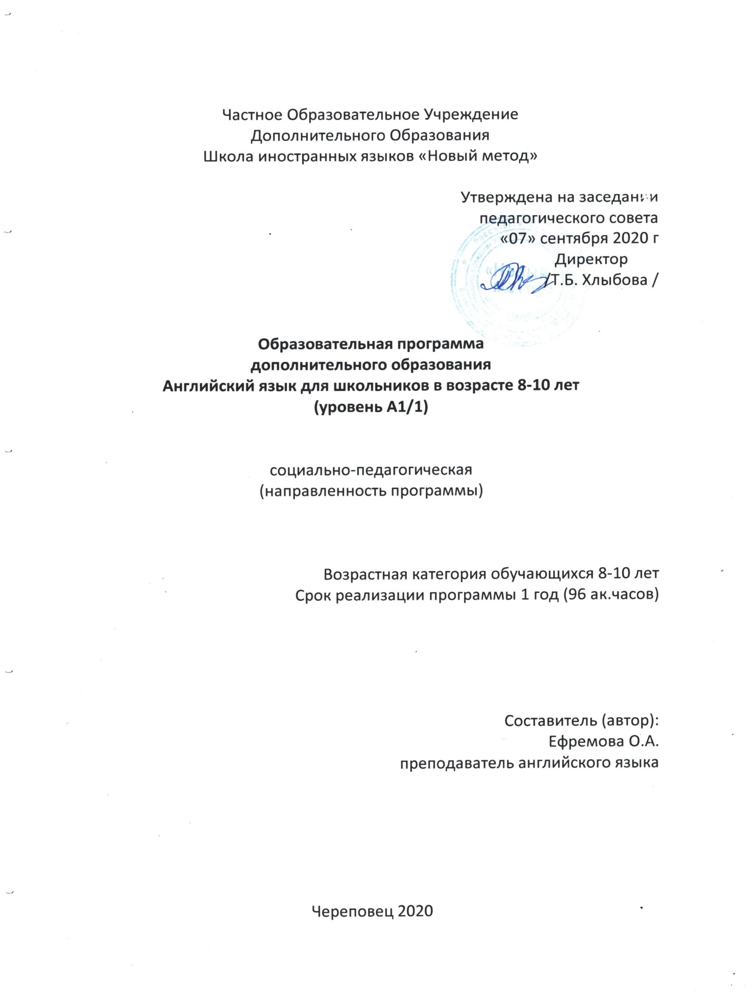 Частное Образовательное Учреждение
Дополнительного Образования
Школа иностранных языков «Новый метод»
Утверждена на заседании
педагогического совета
«07» сентября 2020 г
Директор
/Т.Б. Хлыбова /
Образовательная программа
дополнительного образования
Английский язык для школьников в возрасте 8-10 лет
(уровень А1/1)
социально-педагогическая
(направленность программы)
Возрастная категория обучающихся 8-10 лет
Срок реализации программы 1 год (96 ак.часов)
Составитель (автор):
Ефремова О.А.
преподаватель английского языка
Череповец 2020